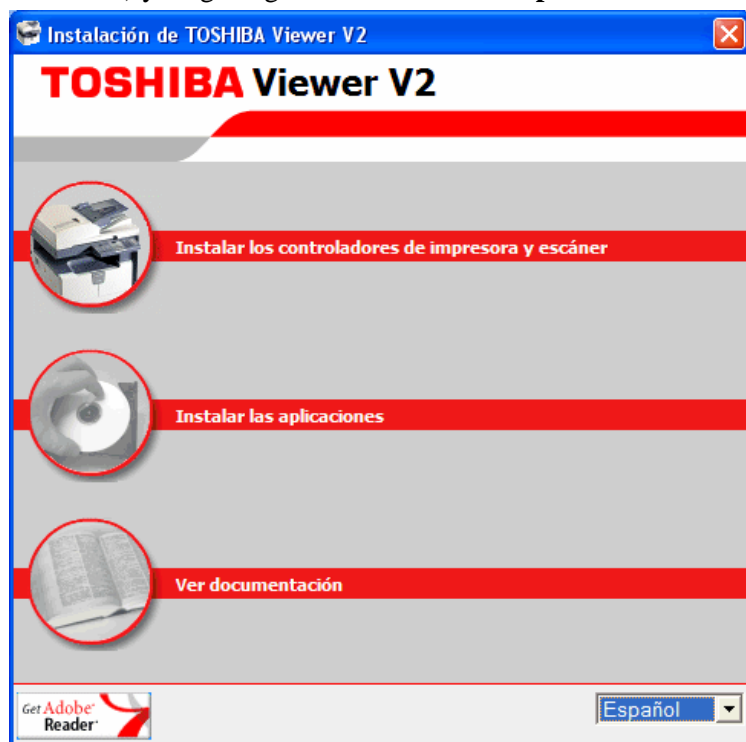 Instalación de TOSHIBA Viewer V2
TOSHIBA Viewer V2
Instalar los controladores de impresora y escáner
Instalar las aplicaciones
Ver documentación
Get Adobe®
Reader®
Español